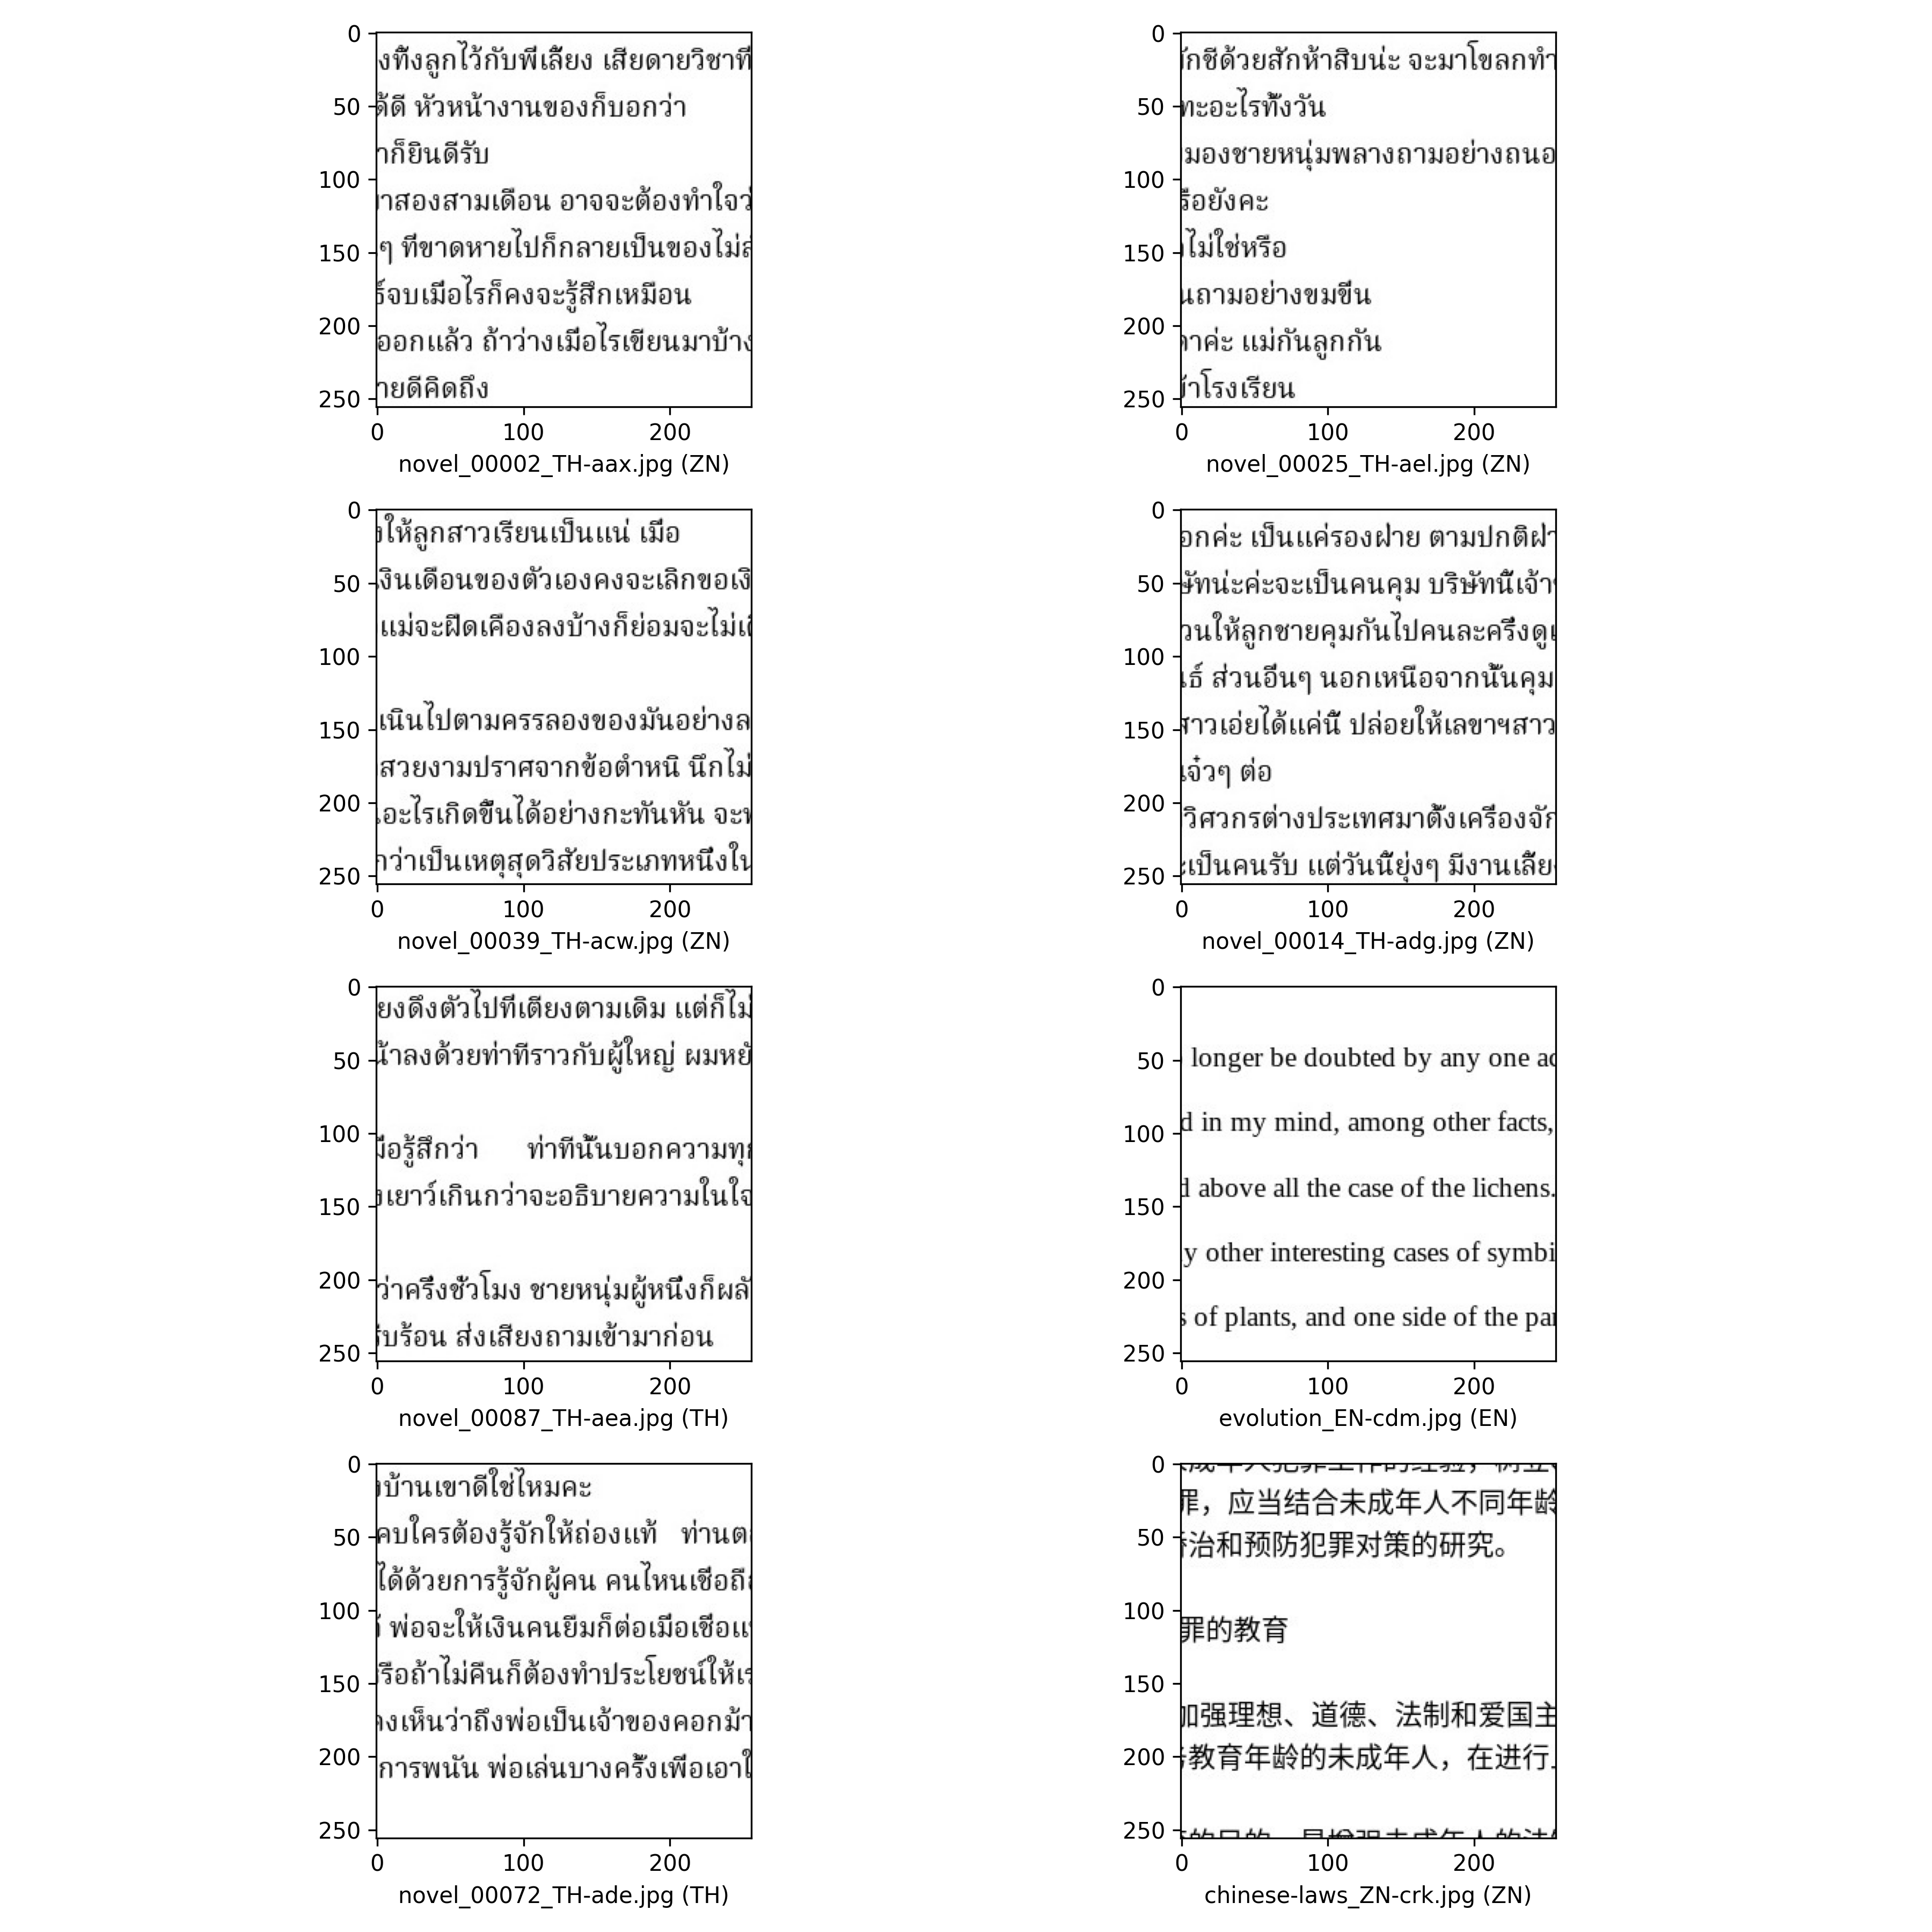 0
50
100
150
200
250
งทิ้งลูกไว้กับพี่เลี้ยง เสียดายวิชาที่
ด้ดี หัวหน้างานของก็บอกว่า
าก็ยินดีรับ
าสองสามเดือน อาจจะต้องทำใจว่
ๆ ที่ขาดหายไปก็กลายเป็นของไม่สำ
ร์จบเมื่อไรก็คงจะรู้สึกเหมือน
ออกแล้ว ถ้าว่างเมื่อไรเขียนมาบ้าง
ายดีคิดถึง
0 100 200
novel_00002_TH-aax.jpg (ZN)
0
50
100
150
200
250
ักชีด้วยสักห้าสิบน่ะ จะมาโขลกทำ
ทะอะไรทั้งวัน
มองชายหนุ่มพลางถามอย่างถนอ
รือยังคะ
ไม่ใช่หรือ
นถามอย่างขมขื่น
าค่ะ แม่กันลูกกัน
ข้าโรงเรียน
0 100 200
novel_00025_TH-ael.jpg (ZN)
0
50
100
150
200
250
ให้ลูกสาวเรียนเป็นแน่ เมื่อ
งินเดือนของตัวเองคงจะเลิกขอเงิ
แม่จะฝืดเคืองลงบ้างก็ย่อมจะไม่เดื
เนินไปตามครรลองของมันอย่างล
สวยงามปราศจากข้อตำหนิ นึกไม่
อะไรเกิดขึ้นได้อย่างกะทันหัน จะพ
กว่าเป็นเหตุสุดวิสัยประเภทหนึ่งใน
0 100 200
novel_00039_TH-acw.jpg (ZN)
0
50
100
150
200
250
อกค่ะ เป็นแค่รองฝ่าย ตามปกติฝ่า
ษัทน่ะค่ะจะเป็นคนคุม บริษัทนี้เจ้า
วนให้ลูกชายคุมกันไปคนละครึ่งดูแ
ธ์ ส่วนอื่นๆ นอกเหนือจากนั้นคุม
สาวเอ่ยได้แค่นี้ ปล่อยให้เลขาฯสาว
เจ๋วๆ ต่อ
วิศวกรต่างประเทศมาตั้งเครื่องจัก
ะเป็นคนรับ แต่วันนี้ยุ่งๆ มีงานเลี้ย
0 100 200
novel_00014_TH-adg.jpg (ZN)
0
50
100
150
200
250
ยงดึงตัวไปที่เตียงตามเดิม แต่ก็ไม่
น้าลงด้วยท่าทีราวกับผู้ใหญ่ ผมหยั
มื่อรู้สึกว่า ท่าทีนั้นบอกความทุก
เยาว์เกินกว่าจะอธิบายความในใจ
ว่าครึ่งชั่วโมง ชายหนุ่มผู้หนึ่งก็ผลั
ีบร้อน ส่งเสียงถามเข้ามาก่อน
0 100 200
novel_00087_TH-aea.jpg (TH)
0
50
100
150
200
250
longer be doubted by any one ac
d in my mind, among other facts,
d above all the case of the lichens.
y other interesting cases of symbi
s of plants, and one side of the par
0 100 200
evolution_EN-cdm.jpg (EN)
0
50
100
150
200
250
บ้านเขาดีใช่ไหมคะ
คบใครต้องรู้จักให้ถ่องแท้ ท่านต
ได้ด้วยการรู้จักผู้คน คนไหนเชื่อถือ
พ่อจะให้เงินคนยืมก็ต่อเมื่อเชื่อแ
รือถ้าไม่คืนก็ต้องทำประโยชน์ให้เร
งเห็นว่าถึงพ่อเป็นเจ้าของคอกม้า
การพนัน พ่อเล่นบางครั้งเพื่อเอาใ
0 100 200
novel_00072_TH-ade.jpg (TH)
0
50
100
150
200
250
成年人犯罪工作的经验，树立
罪，应当结合未成年人不同年龄
治和预防犯罪对策的研究。
罪的教育
加强理想、道德、法制和爱国主
教育年龄的未成年人，在进行
的目的，是增强未成年人的法
0 100 200
chinese-laws_ZN-crk.jpg (ZN)